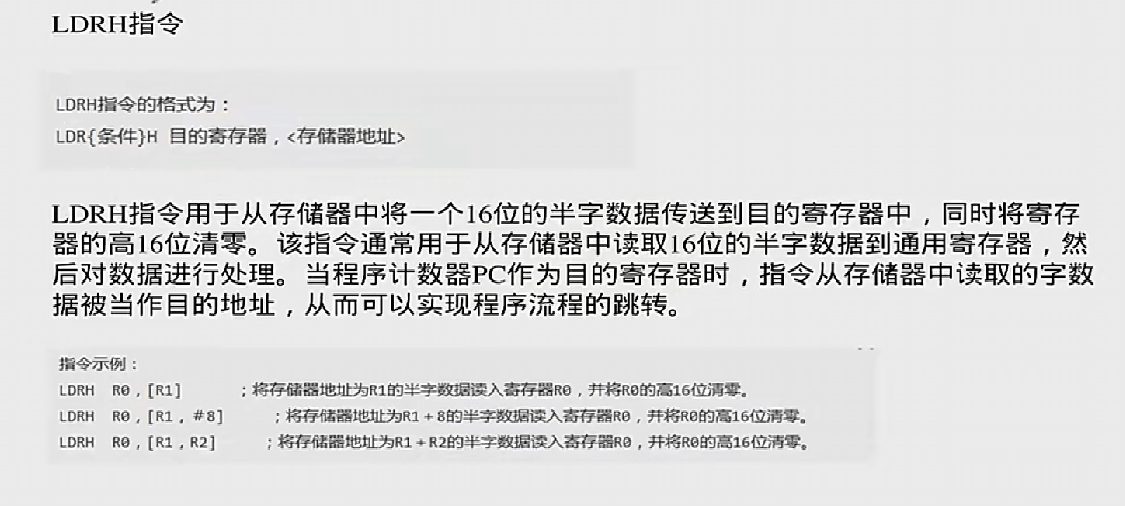 LDRH指令
LDRH指令的格式为：
LDR{条件}H 目的寄存器，<存储器地址>
LDRH指令用于从存储器中将一个16位的半字数据传送到目的寄存器中，同时将寄存
器的高16位清零。该指令通常用于从存储器中读取16位的半字数据到通用寄存器，然
后对数据进行处理。当程序计数器PC作为目的寄存器时，指令从存储器中读取的字数
据被当作目的地址，从而可以实现程序流程的跳转。
指令示例：
LDRH R0，[R1] ；将存储器地址为R1的半字数据读入寄存器R0，并将R0的高16位清零。
LDRH R0，[R1，＃8] ；将存储器地址为R1＋8的半字数据读入寄存器R0，并将R0的高16位清零。
LDRH R0，[R1，R2] ；将存储器地址为R1＋R2的半字数据读入寄存器R0，并将R0的高16位清零。